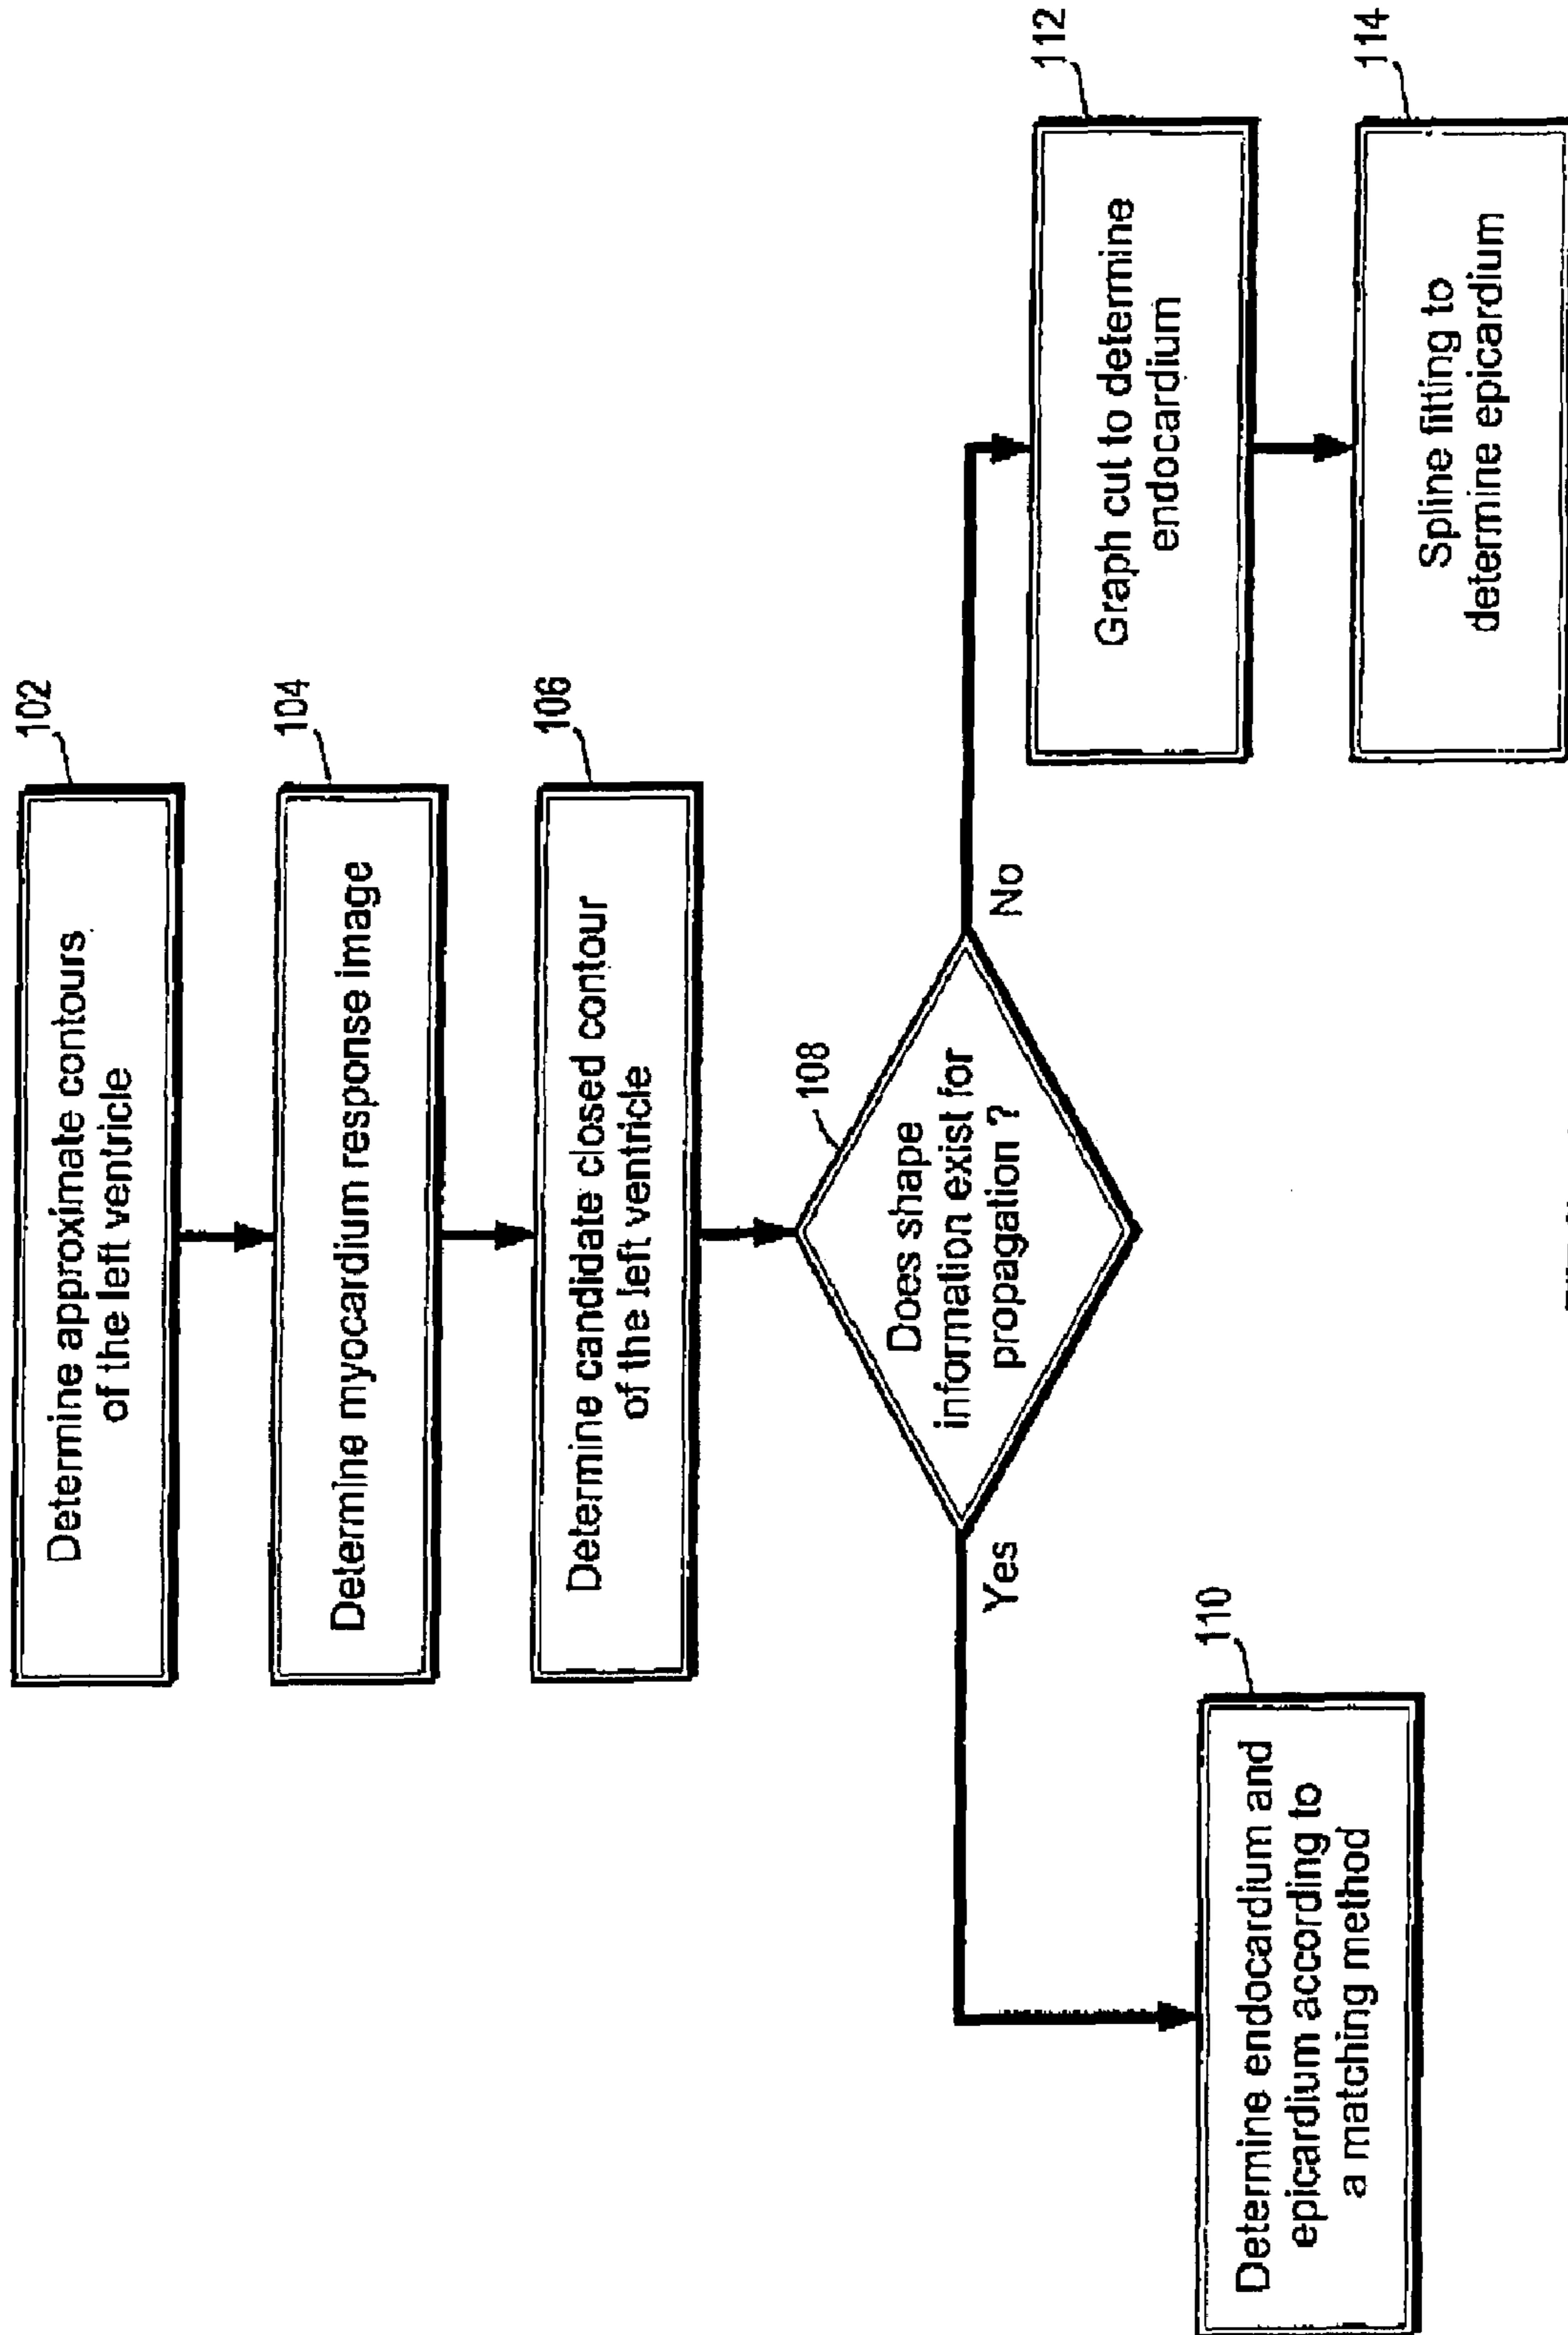 102
Determine approximate contours
of the left ventricle
104
Determine myocardium response image
106
Determine candidate closed contour
of the left ventricle
108
Does shape
information exist for
propagation ?
Yes
No
110
Determine endocardium and
epicardium according to
a matching method
112
Graph cut to determine
endocardium
114
Spline fitting to
determine epicardium